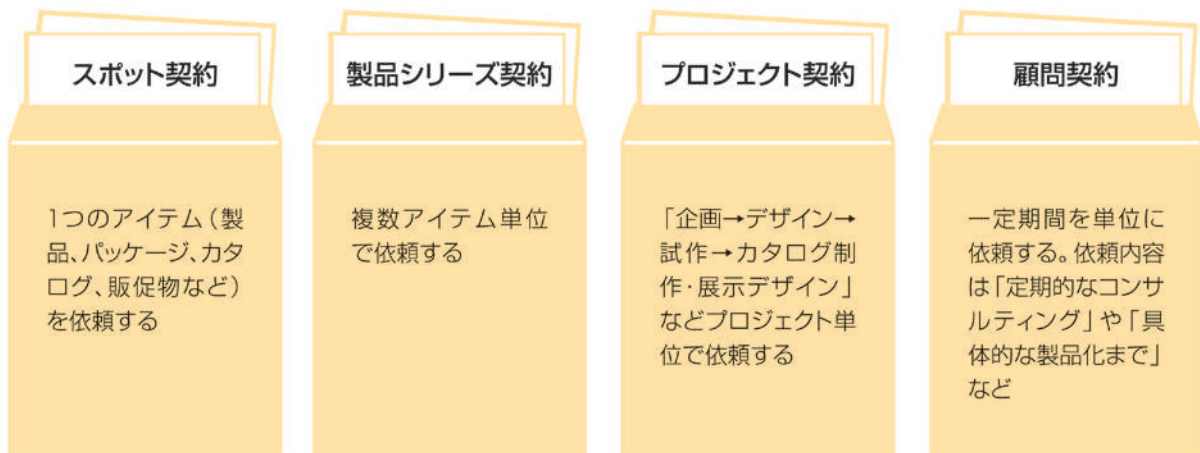 スポット契約
1つのアイテム(製
品、パッケージ、カタ
ログ、販促物など)
を依頼する
製品シリーズ契約
複数アイテム単位
で依頼する
プロジェクト契約
「企画→デザイン→
試作→カタログ制
作・展示デザイン」
などプロジェクト単
位で依頼する
顧問契約
一定期間を単位に
依頼する。依頼内容
は「定期的なコンサ
ルティング」や「具
体的な製品化まで」
など